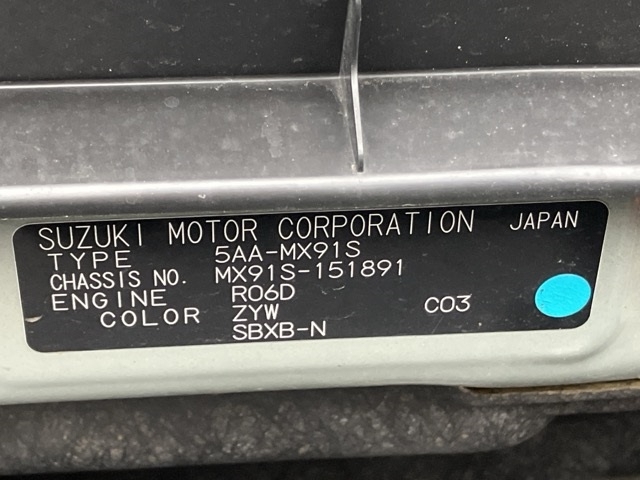 SUZUKI MOTOR CORPORATION JAPAN
TYPE 5AA-MX91S
CHASSIS NO. MX91S-151891
ENGINE R06D
COLOR ZYW C03
SBXB-N